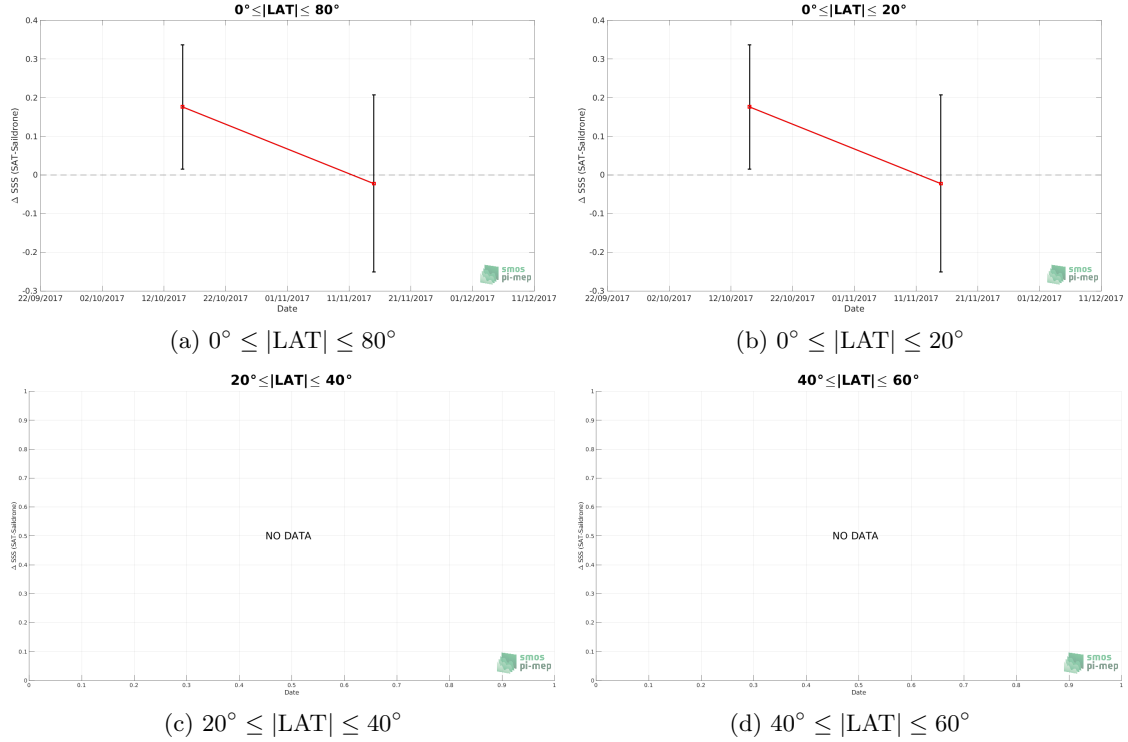 0°≤|LAT|≤ 80°
0.4
0.3
0.2
0.1
0
-0.1
-0.2
-0.3
Δ SSS (SAT-Saildrone)
22/09/2017 02/10/2017 12/10/2017 22/10/2017 01/11/2017 11/11/2017 21/11/2017 01/12/2017 11/12/2017
Date
smos
pi-mep
(a) 0° ≤ |LAT| ≤ 80°
0°≤|LAT|≤ 20°
0.4
0.3
0.2
0.1
0
-0.1
-0.2
-0.3
Δ SSS (SAT-Saildrone)
22/09/2017 02/10/2017 12/10/2017 22/10/2017 01/11/2017 11/11/2017 21/11/2017 01/12/2017 11/12/2017
Date
smos
pi-mep
(b) 0° ≤ |LAT| ≤ 20°
20°≤|LAT|≤ 40°
1
0.9
0.8
0.7
0.6
0.5
0.4
0.3
0.2
0.1
0
Δ SSS (SAT-Saildrone)
NO DATA
0 0.1 0.2 0.3 0.4 0.5 0.6 0.7 0.8 0.9 1
Date
smos
pi-mep
(c) 20° ≤ |LAT| ≤ 40°
40°≤|LAT|≤ 60°
1
0.9
0.8
0.7
0.6
0.5
0.4
0.3
0.2
0.1
0
Δ SSS (SAT-Saildrone)
NO DATA
0 0.1 0.2 0.3 0.4 0.5 0.6 0.7 0.8 0.9 1
Date
smos
pi-mep
(d) 40° ≤ |LAT| ≤ 60°